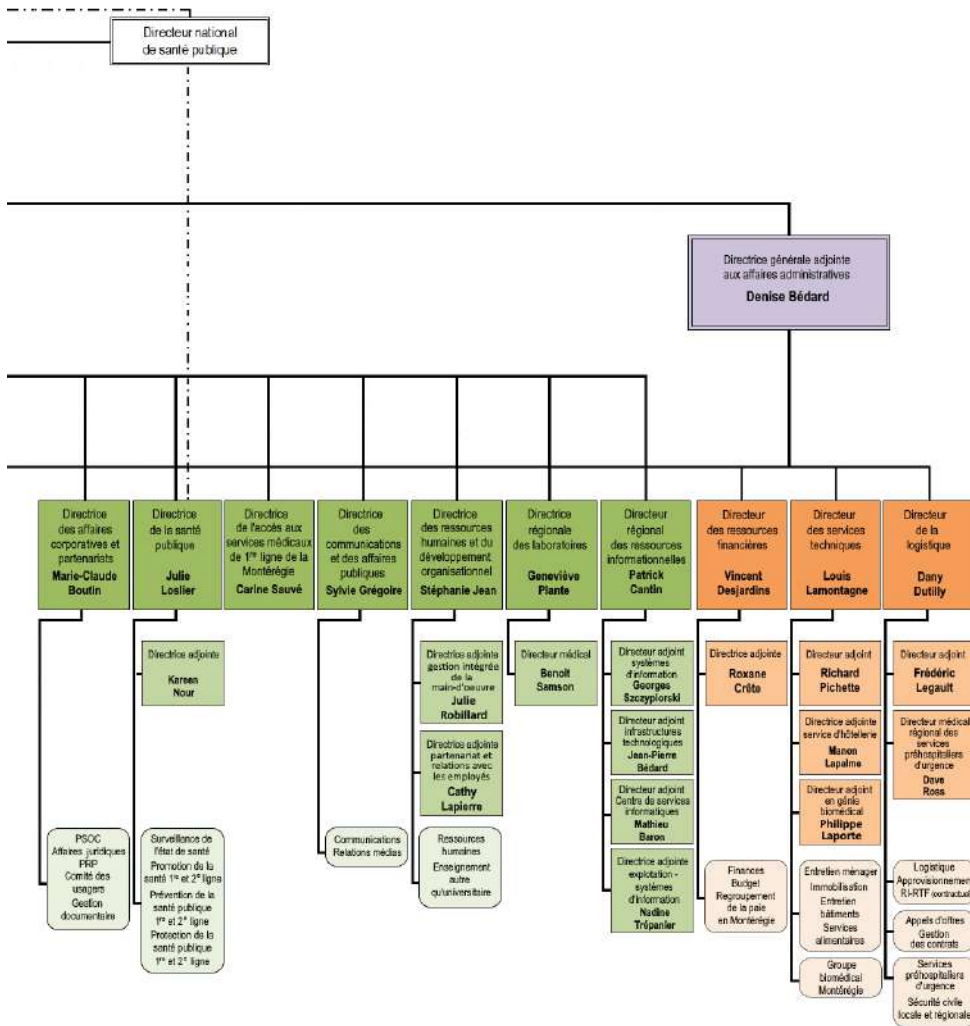 Directeur national
de santé publique
Directrice générale adjointe
aux affaires administratives
Denise Bédard
Directrice
des affaires
corporatives et
partenariats
Marie-Claude
Boutin
Directrice
de la santé
publique
Julie
Loslier
Directrice
de l'accès aux
services médicaux
de 1re ligne de la
Montérégie
Carine Sauvé
Directrice
des
communications
et des affaires
publiques
Sylvie Grégoire
Directrice
des ressources
humaines et du
développement
organisationnel
Stéphanie Jean
Directrice
régionale
des laboratoires
Geneviève
Plante
Directeur
régional
des ressources
informationnelles
Patrick
Cantin
Directeur
des ressources
financières
Vincent
Desjardins
Directeur
des services
techniques
Louis
Lamontagne
Directeur
de la
logistique
Dany
Dutilly
Directrice adjointe
Kareen
Nour
Directrice adjointe
gestion intégrée
de la
main-d'oeuvre
Julie
Robillard
Directrice adjointe
partenariat et
relations avec
les employés
Cathy
Lapierre
Directeur médical
Benoit
Samson
Directeur adjoint
systèmes
d'information
Georges
Szczypiorski
Directeur adjoint
infrastructures
technologiques
Jean-Pierre
Bédard
Directeur adjoint
Centre de services
informatiques
Mathieu
Baron
Directrice adjointe
explotation -
systèmes
d'information
Nadine
Trépanier
Directrice adjointe
Roxane
Crête
Directeur adjoint
Richard
Pichette
Directrice adjointe
service d'hôtellerie
Manon
Lapalme
Directeur adjoint
en génie
biomédical
Philippe
Laporte
Directeur adjoint
Frédéric
Legault
Directeur médical
régional des
services
préhospitaliers
d'urgence
Dave
Ross
PSOC
Affaires juridiques
PRP
Comité des
usagers
Gestion
documentaire
Surveillance de
l'état de santé
Promotion de la
santé 1re et 2e ligne
Prévention de la
santé publique
1re et 2e ligne
Protection de la
santé publique
1re et 2e ligne
Communications
Relations médias
Ressources
humaines
Enseignement
autre
qu'universitaire
Finances
Budget
Regroupement
de la paie
en Montérégie
Entretien ménager
Immobilisation
Entretien
bâtiments
Services
alimentaires
Groupe
biomédical
Montérégie
Logistique
Approvisionnement
RI-RTF (contractuel)
Appels d'offres
Gestion
des contrats
Services
préhospitaliers
d'urgence
Sécurité civile
locale et régionale